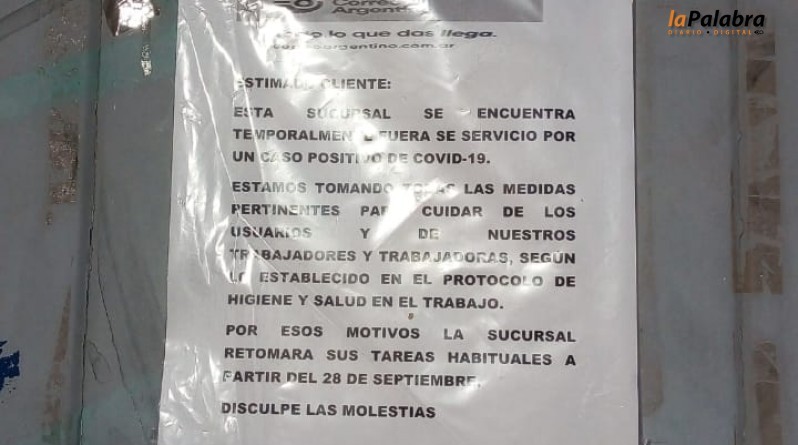 laPalabra
DIARIO • DIGITAL
Correo
Argentino
lo que das llega.
correoargentino.com.ar
ESTIMADO CLIENTE:
ESTA SUCURSAL SE ENCUENTRA
TEMPORALMENTE FUERA SE SERVICIO POR
UN CASO POSITIVO DE COVID-19.
ESTAMOS TOMANDO TODAS LAS MEDIDAS
PERTINENTES PARA CUIDAR DE LOS
USUARIOS Y DE NUESTROS
TRABAJADORES Y TRABAJADORAS, SEGÚN
LO ESTABLECIDO EN EL PROTOCOLO DE
HIGIENE Y SALUD EN EL TRABAJO.
POR ESOS MOTIVOS LA SUCURSAL
RETOMARA SUS TAREAS HABITUALES A
PARTIR DEL 28 DE SEPTIEMBRE,
DISCULPE LAS MOLESTIAS